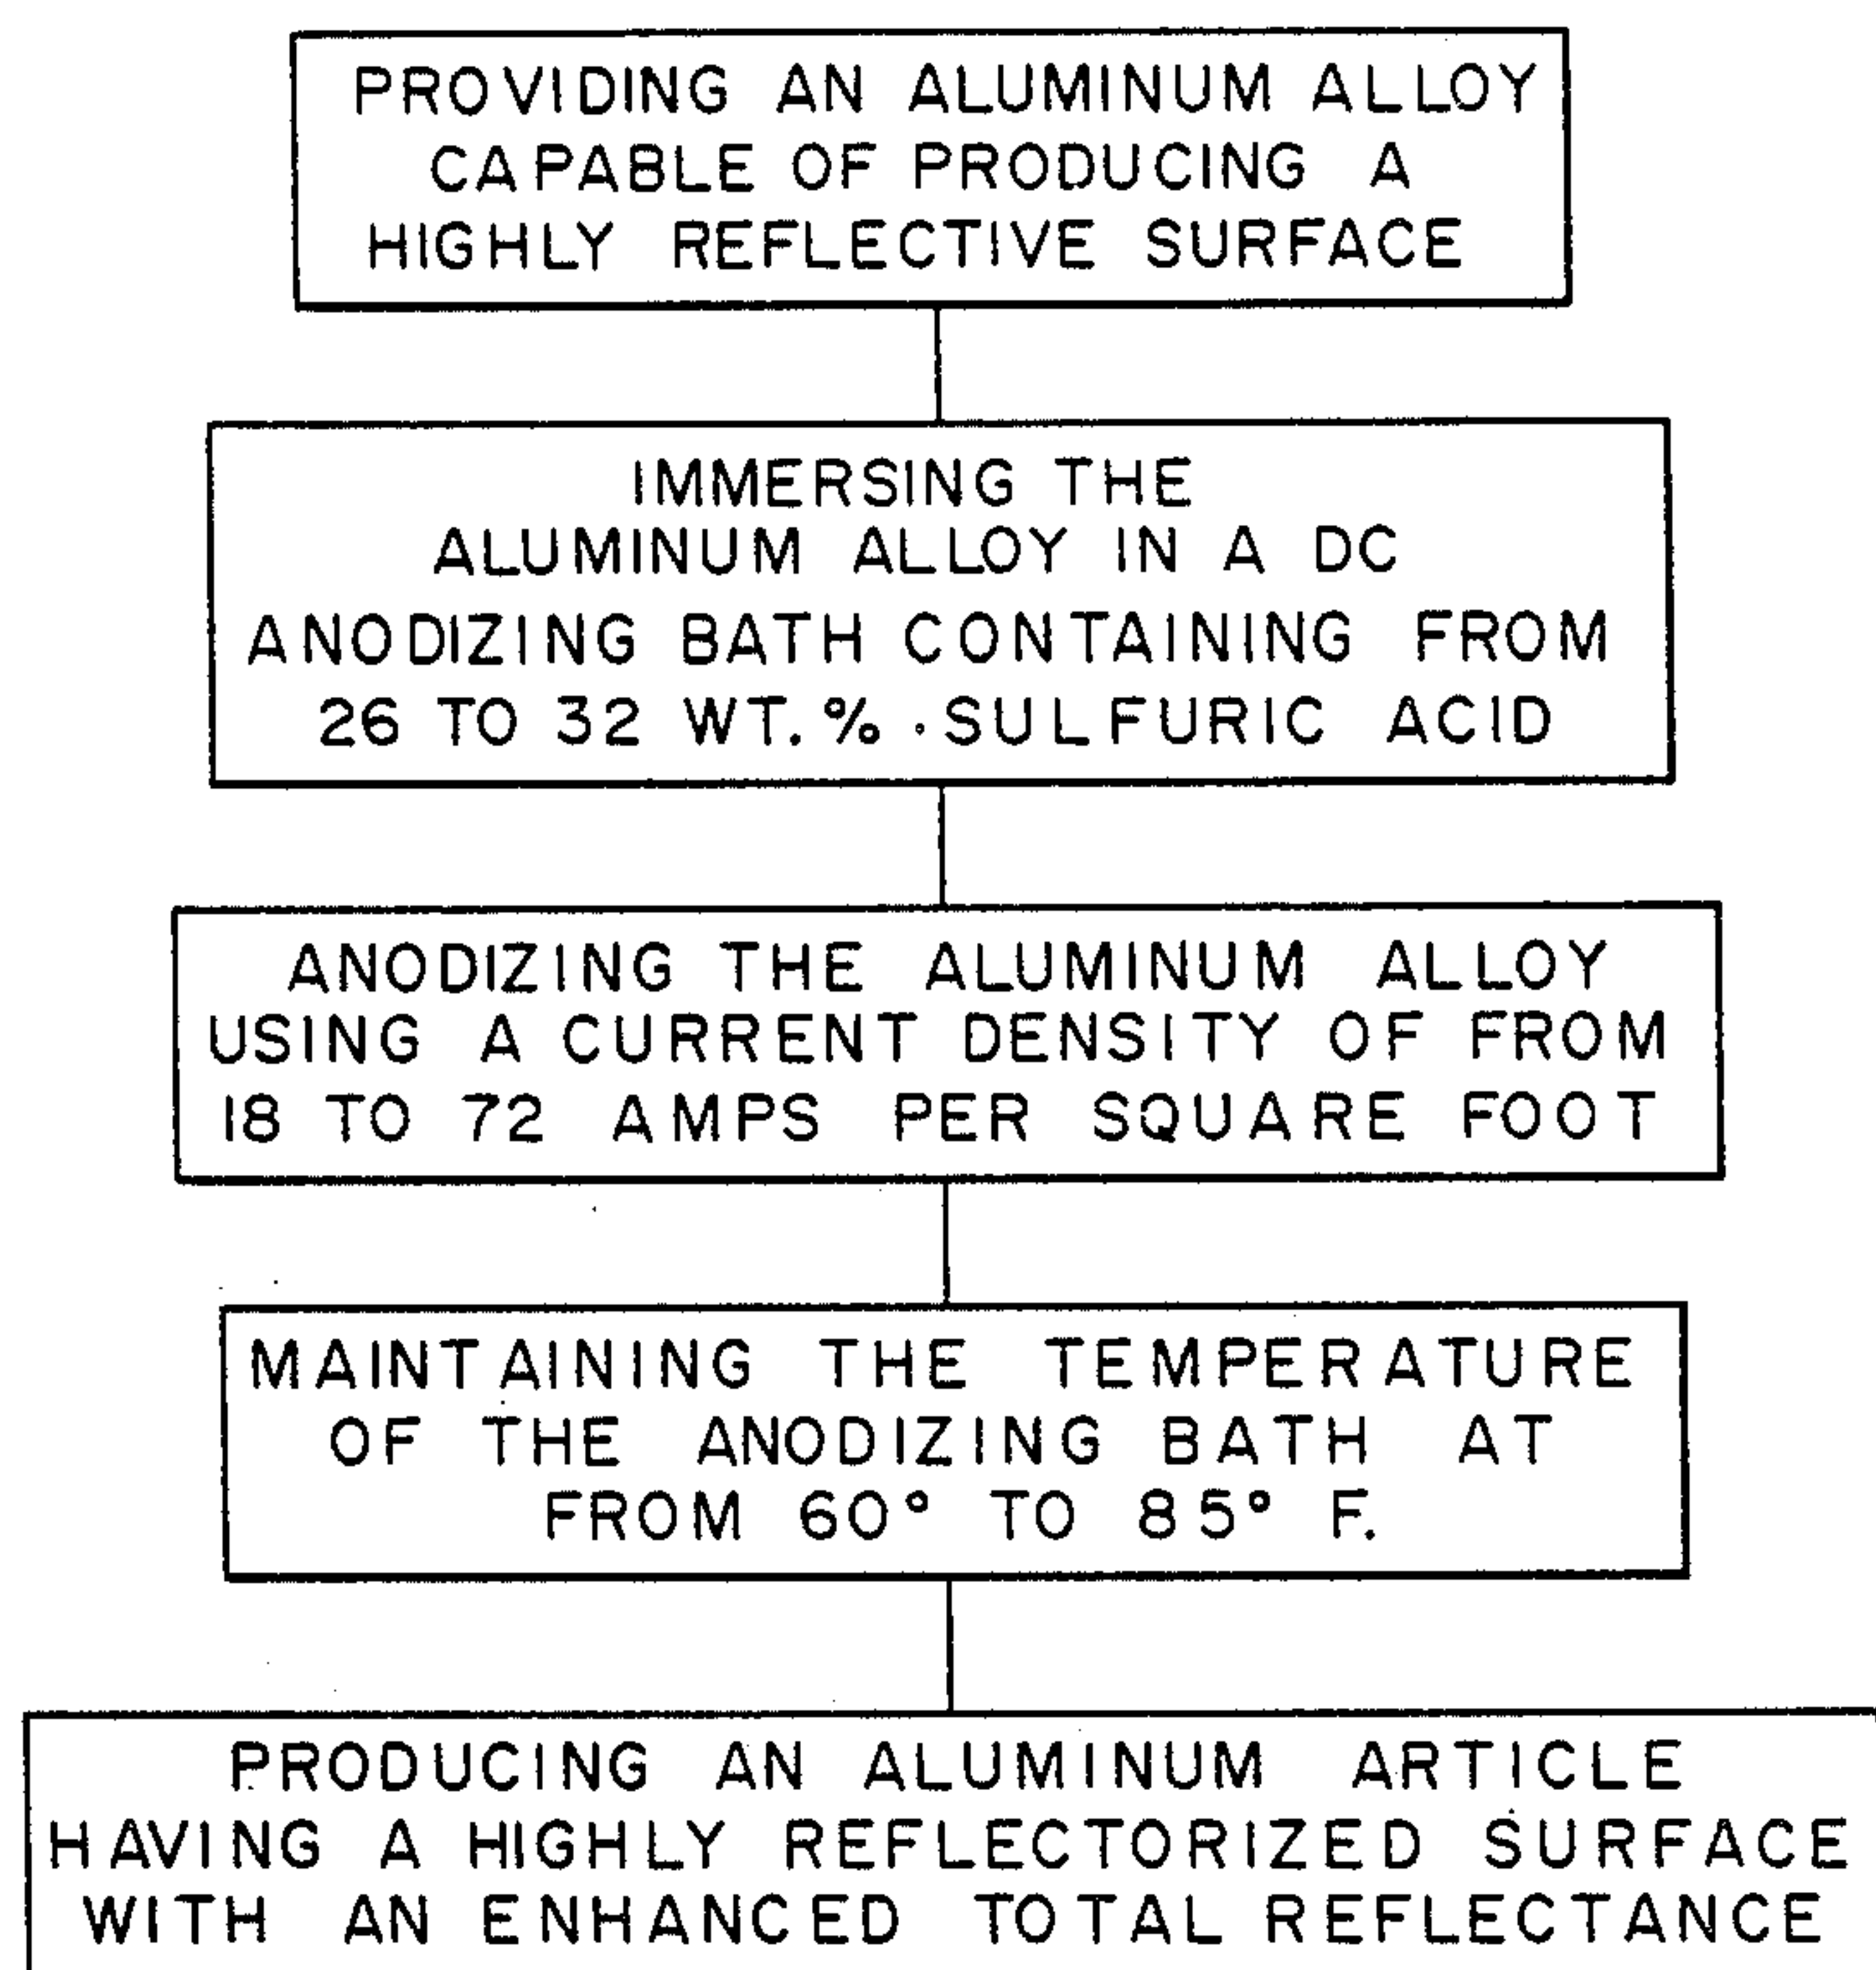 PROVIDING AN ALUMINUM ALLOY
CAPABLE OF PRODUCING A
HIGHLY REFLECTIVE SURFACE
IMMERSING THE
ALUMINUM ALLOY IN A DC
ANODIZING BATH CONTAINING FROM
26 TO 32 WT. % SULFURIC ACID
ANODIZING THE ALUMINUM ALLOY
USING A CURRENT DENSITY OF FROM
18 TO 72 AMPS PER SQUARE FOOT
MAINTAINING THE TEMPERATURE
OF THE ANODIZING BATH AT
FROM 60° TO 85° F.
PRODUCING AN ALUMINUM ARTICLE
HAVING A HIGHLY REFLECTORIZED SURFACE
WITH AN ENHANCED TOTAL REFLECTANCE